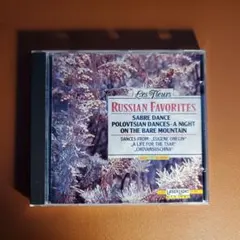 Les Fleurs
RUSSIAN FAVORITES
SABRE DANCE
POLOVTSIAN DANCES · A NIGHT
ON THE BARE MOUNTAIN
DANCES FROM: „EUGENE ONEGIN"
„A LIFE FOR THE TSAR"
„CHOVANSHCHINA"